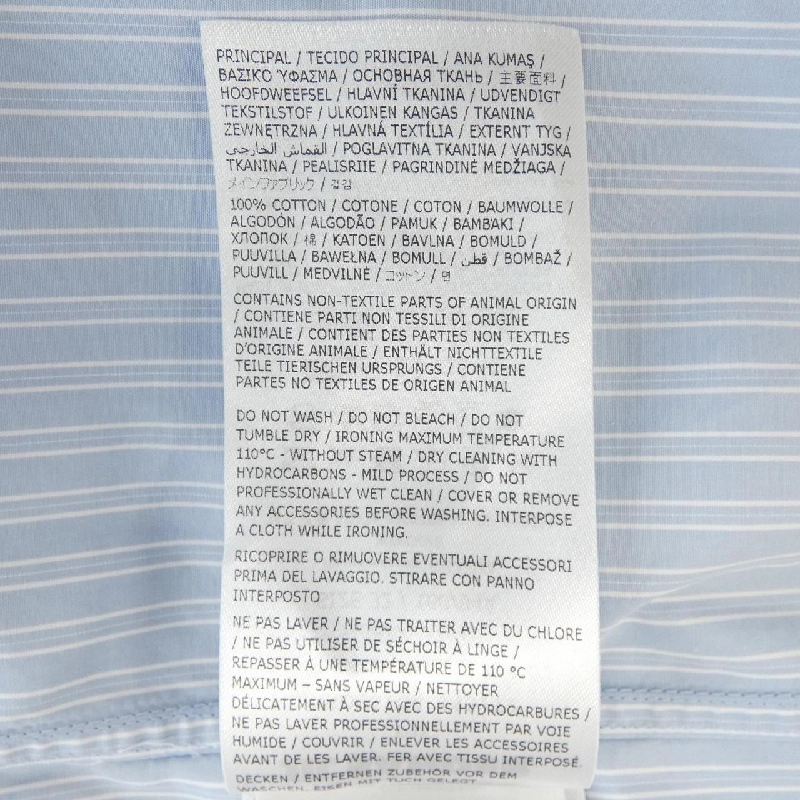 PRINCIPAL / TECIDO PRINCIPAL / ANA KUMAŞ /
ΒΑΣΙΚΟ ΎΦΑΣΜΑ / ОСНОВНАЯ ТКАНЬ / 主要面料 /
HOOFDWEEFSEL / HLAVNÍ TKANINA / UDVENDIGT
TEKSTILSTOF / ULKOINEN KANGAS / TKANINA
ZEWNĘTRZNA / HLAVNÁ TEXTÍLIA / EXTERNT TYG /
القماش الخارجي / POGLAVITNA TKANINA / VANJSKA
TKANINA / PEALISRIIE / PAGRINDINĖ MEDŽIAGA /
メインファブリック / 겉감
100% COTTON / COTONE / COTON / BAUMWOLLE /
ALGODÓN / ALGODÃO / PAMUK / BAMBAKI /
ХЛОПОК / 棉 / KATOEN / BAVLNA / BOMULD /
PUUVILLA / BAWEŁNA / BOMULL / قطن / BOMBAŽ /
PUUVILL / MEDVILNĖ / コットン / 면
CONTAINS NON-TEXTILE PARTS OF ANIMAL ORIGIN
/ CONTIENE PARTI NON TESSILI DI ORIGINE
ANIMALE / CONTIENT DES PARTIES NON TEXTILES
D'ORIGINE ANIMALE / ENTHÄLT NICHTTEXTILE
TEILE TIERISCHEN URSPRUNGS / CONTIENE
PARTES NO TEXTILES DE ORIGEN ANIMAL
DO NOT WASH / DO NOT BLEACH / DO NOT
TUMBLE DRY / IRONING MAXIMUM TEMPERATURE
110°C - WITHOUT STEAM / DRY CLEANING WITH
HYDROCARBONS - MILD PROCESS / DO NOT
PROFESSIONALLY WET CLEAN / COVER OR REMOVE
ANY ACCESSORIES BEFORE WASHING. INTERPOSE
A CLOTH WHILE IRONING.
RICOPRIRE O RIMUOVERE EVENTUALI ACCESSORI
PRIMA DEL LAVAGGIO. STIRARE CON PANNO
INTERPOSTO
NE PAS LAVER / NE PAS TRAITER AVEC DU CHLORE
/ NE PAS UTILISER DE SÉCHOIR À LINGE /
REPASSER À UNE TEMPÉRATURE DE 110 °C
MAXIMUM – SANS VAPEUR / NETTOYER
DÉLICATEMENT À SEC AVEC DES HYDROCARBURES /
NE PAS LAVER PROFESSIONNELLEMENT PAR VOIE
HUMIDE / COUVRIR / ENLEVER LES ACCESSOIRES
AVANT DE LES LAVER. FER AVEC TISSU INTERPOSÉ.
DECKEN / ENTFERNEN ZUBEHÖR VOR DEM
WASCHEN. EISEN MIT TUCH GELEGT